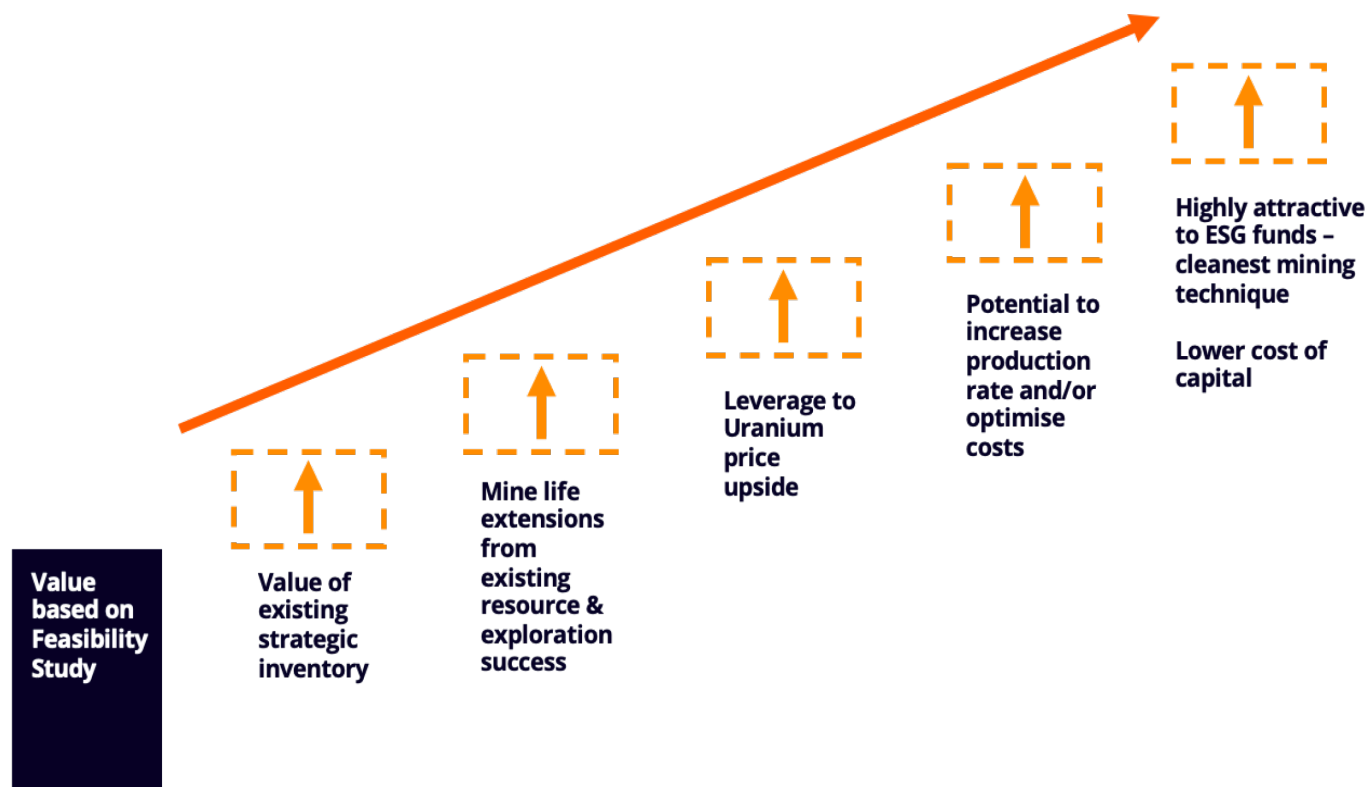 Value
based on
Feasibility
Study
Value of
existing
strategic
inventory
Mine life
extensions
from
existing
resource &
exploration
success
Leverage to
Uranium
price
upside
Potential to
increase
production
rate and/or
optimise
costs
Highly attractive
to ESG funds –
cleanest mining
technique
Lower cost of
capital